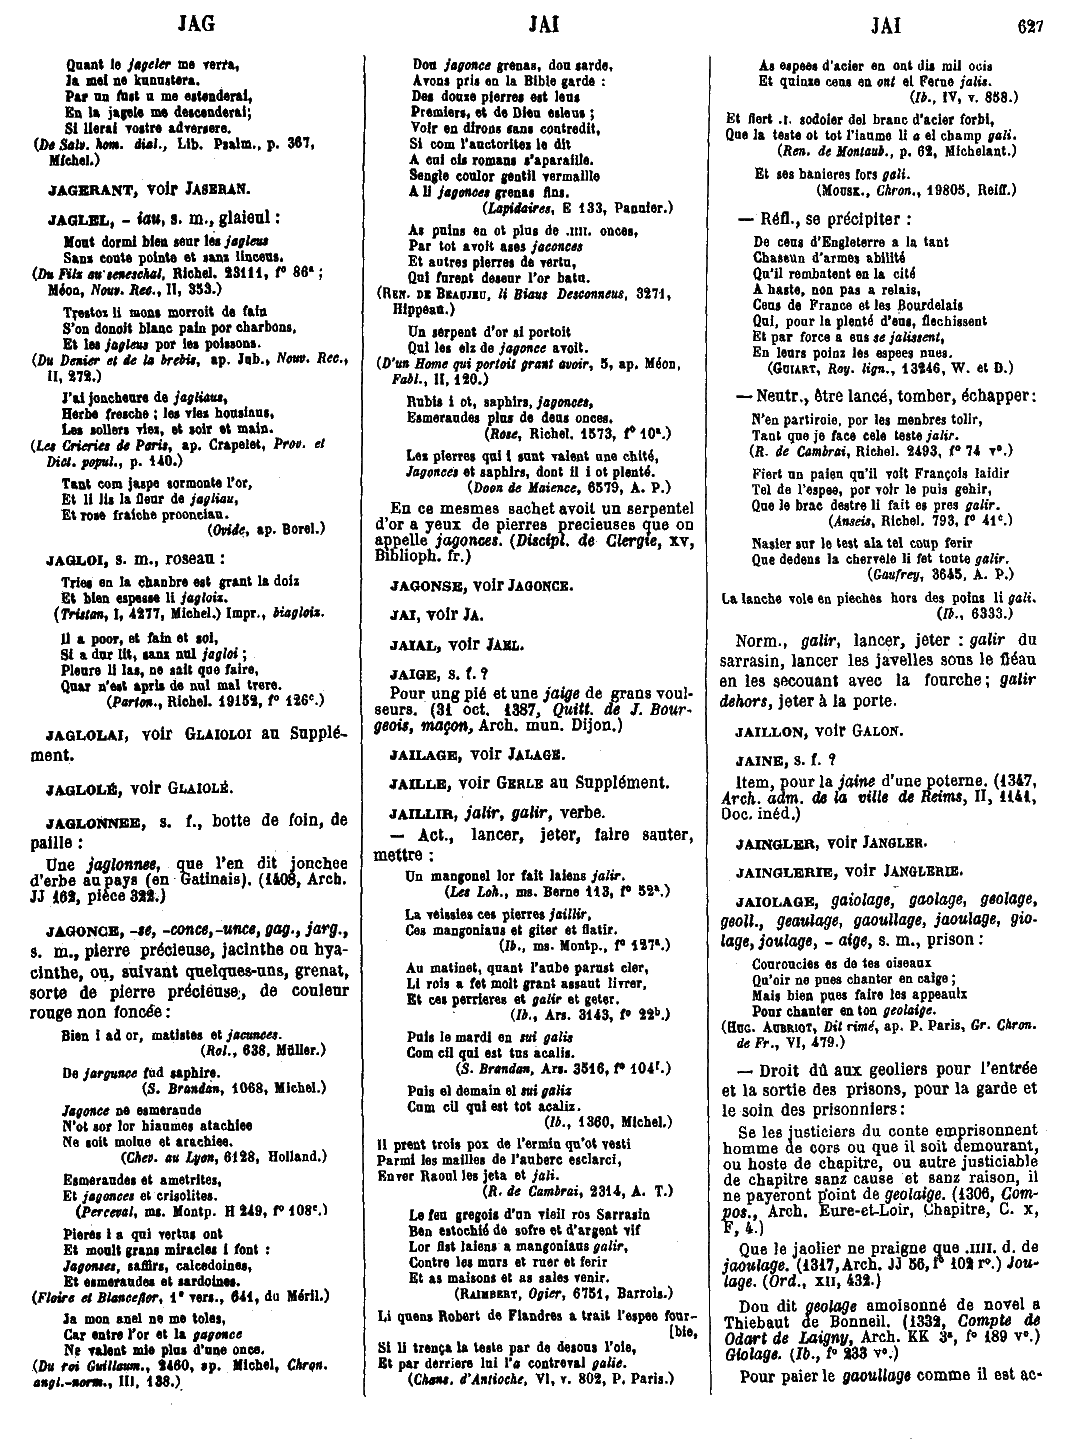 JAG
JAI
JAI
627
Quant le jageler me verra,
Ja mei ne kunustera.
Par un fust u me estenderai,
En la jagele me descenderai;
Si lierai vostre adversere.
(De Salv. hom. dial., Lib. Psalm., p. 367,
Michel.)
JAGERANT, voir JASERAN.
JAGLEL, - iau, s. m., glaieul :
Mout dormi bien seur les jagleus
Sans coute pointe et sans linceus.
(Du Filz au seneschal, Richel. 23111, f° 86ª ;
Méon, Nouv. Rec., II, 353.)
Trestoz li mons morroit de fain
S'on donoit blanc pain por charbons,
Et les jagleus por les poissons.
(Du Denier et de la brebis, ap. Jub., Nouv. Rec.,
II, 272.)
J'ai joncheure de jagliaus,
Herbe fresche ; les viez housiaus,
Les sollers viez, et soir et main.
(Les Crieries de Paris, ap. Crapelet, Prov. et
Dict. popul., p. 140.)
Tant com jaspe sormonte l'or,
Et li lis la fleur de jagliau,
Et rose fraiche prooncian.
(Ovide, ap. Borel.)
JAGLOI, s. m., roseau :
Tries en la chanbre est grant la doiz
Et bien espesse li jagloiz.
(Tristan, I, 4277, Michel.) Impr., biagloiz.
Il a poor, et fain et soi,
Si a dur lit, sanz nul jagloi ;
Pleure li las, ne sait que faire,
Quar n'est apris de nul mal trere.
(Parton., Richel. 19152, f° 126ᶜ.)
JAGLOLAI, voir GLAIOLOI au Supplé-
ment.
JAGLOLÉ, voir GLAIOLÉ.
JAGLONNEE, s. f., botte de foin, de
paille :
Une jaglonnee, que l'en dit jonchee
d'erbe au pays (en Gatinais). (1408, Arch.
JJ 162, pièce 322.)
JAGONCE, -se, -conce, -unce, gag., jarg.,
s. m., pierre précieuse, jacinthe ou hya-
cinthe, ou, suivant quelques-uns, grenat,
sorte de pierre précieuse, de couleur
rouge non foncée :
Bien i ad or, matistes et jacunces.
(Rol., 638, Müller.)
De jargunce fud saphire.
(S. Brandan, 1068, Michel.)
Jagonce ne esmeraude
N'ot sor lor hiaumes atachiee
Ne soit molue et arachiee.
(Chev. au Lyon, 6128, Holland.)
Esmeraudes et ametrites,
Et jagonces et crisolites.
(Perceval, ms. Montp. H 249, f° 108ᶜ.)
Pieres i a qui vertus ont
Et moult grans miracles i font :
Jagonses, saffirs, calcedoines,
Et esmeraudes et sardoines.
(Floire et Blanceflor, 1ᵉ vers., 641, du Méril.)
Ja mon anel ne me toles,
Car entre l'or et la gagonce
Ne valent mie plus d'une once.
(Du roi Guillaum., 2460, ap. Michel, Chron.
angl.-norm., III, 138.)
Dou jagonce grenas, dou sarde,
Avons pris en la Bible garde :
Des douze pierres est leus
Premiers, et de Dieu esleus ;
Voir en dirons sans contredit,
Si com l'auctorites le dit
A cui cis romans s'aparaille.
Sengle coulor gentil vermaille
A li jagonces grenas fins.
(Lapidaires, E 133, Pannier.)
As puins en ot plus de .IIII. onces,
Par tot avoit ases jaconces
Et autres pierres de vertu,
Qui furent deseur l'or batu.
(REN. DE BEAUJEU, li Biaus Desconneus, 3271,
Hippeau.)
Un serpent d'or si portoit
Qui les elz de jagonce avoit.
(D'un Home qui portoit grant avoir, 5, ap. Méon,
Fabl., II, 120.)
Rubis i ot, saphirs, jagonces,
Esmeraudes plus de deus onces.
(Rose, Richel. 1573, f° 10ª.)
Les pierres qui i sunt valent une chité,
Jagonces et saphirs, dont il i ot plenté.
(Doon de Maience, 6579, A. P.)
En ce mesmes sachet avoit un serpentel
d'or a yeux de pierres precieuses que on
appelle jagonces. (Discipl. de Clergie, XV,
Biblioph. fr.)
JAGONSE, voir JAGONCE.
JAI, voir JA.
JAIAL, voir JAEL.
JAIGE, s. f. ?
Pour ung pié et une jaige de grans voul-
seurs. (31 oct. 1387, Quitt. de J. Bour-
geois, maçon, Arch. mun. Dijon.)
JAILAGE, voir JALAGE.
JAILLE, voir GERLE au Supplément.
JAILLIR, jalir, galir, verbe.
— Act., lancer, jeter, faire sauter,
mettre :
Un mangonel lor fait laiens jalir.
(Les Loh., ms. Berne 113, f° 52ª.)
La veissies ces pierres jaillir,
Ces mangoniaus et giter et flatir.
(Ib., ms. Montp., f° 127ª.)
Au matinet, quant l'aube parust cler,
Li rois a fet molt grant assaut livrer,
Et ces perrieres et galir et geter.
(Ib., Ars. 3143, f° 22ᵇ.)
Puis le mardi en sui galis
Com cil qui est tus acalis.
(S. Brandan, Ars. 3516, f° 104ᶠ.)
Puis el demain el sui galiz
Cum cil qui est tot acaliz.
(Ib., 1360, Michel.)
Il prent trois pox de l'ermin qu'ot vesti
Parmi les mailles de l'auberc esclarci,
Enver Raoul les jeta et jali.
(R. de Cambrai, 2314, A. T.)
Le feu gregois d'un vieil ros Sarrasin
Ben estochié de sofre et d'argent vif
Lor fist laiens a mangoniaus galir,
Contre les murs et ruer et ferir
Et as maisons et as sales venir.
(RAIMBERT, Ogier, 6751, Barrois.)
Li quens Robert de Flandres a trait l'espee four-
[bie,
Si li trença la teste par de desous l'oie,
Et par derriere lui l'a contreval galie.
(Chans. d'Antioche, VI, v. 802, P. Paris.)
As espees d'acier en ont dis mil ocis
Et quinze cens en ont el Ferne jalis.
(Ib., IV, v. 858.)
Et fiert .I. sodoier del branc d'acier forbi,
Que la teste ot tot l'iaume li a el champ gali.
(Ren. de Montaub., p. 62, Michelant.)
Et ses banieres fors gali.
(MOUSK., Chron., 19805, Reiff.)
— Réfl., se précipiter :
De ceus d'Engleterre a la tant
Chascun d'armes abilité
Qu'il rembatent en la cité
A haste, non pas a relais,
Ceus de France et les Bourdelais
Qui, pour la plenté d'eus, flechissent
Et par force a eus se jalissent,
En leurs poinz les espees nues.
(GUIART, Roy. lign., 13246, W. et D.)
— Neutr., être lancé, tomber, échapper :
N'en partiroie, por les menbres tolir,
Tant que je face cele teste jalir.
(R. de Cambrai, Richel. 2493, f° 74 v°.)
Fiert un paien qu'il voit François laidir
Tel de l'espee, por voir le puis gehir,
Que le brac destre li fait es pres galir.
(Anseis, Richel. 793, f° 41ᶜ.)
Nasier sur le test ala tel coup ferir
Que dedens la chervele li fet toute galir.
(Gaufrey, 3645, A. P.)
La lanche vole en pieches hors des poins li gali.
(Ib., 6333.)
Norm., galir, lancer, jeter : galir du
sarrasin, lancer les javelles sous le fléau
en les secouant avec la fourche ; galir
dehors, jeter à la porte.
JAILLON, voir GALON.
JAINE, s. f. ?
Item, pour la jaine d'une poterne. (1347,
Arch. adm. de la ville de Reims, II, 1141,
Doc. inéd.)
JAINGLER, voir JANGLER.
JAINGLERIE, voir JANGLERIE.
JAIOLAGE, gaiolage, gaolage, geolage,
geoll., geaulage, gaoullage, jaoulage, gio-
lage, joulage, - aige, s. m., prison :
Couroucies es de tes oiseaux
Qu'oir ne pues chanter en caige ;
Mais bien pues faire les appeaulx
Pour chanter en ton geolaige.
(HUG. AUBRIOT, Dit rimé, ap. P. Paris, Gr. Chron.
de Fr., VI, 479.)
— Droit dû aux geoliers pour l'entrée
et la sortie des prisons, pour la garde et
le soin des prisonniers :
Se les justiciers du conte emprisonnent
homme de cors ou que il soit demourant,
ou hoste de chapitre, ou autre justiciable
de chapitre sanz cause et sanz raison, il
ne payeront point de geolaige. (1306, Com-
pos., Arch. Eure-et-Loir, Chapitre, C. X,
F, 4.)
Que le jaolier ne praigne que .IIII. d. de
jaoulage. (1317, Arch. JJ 56, f° 102 r°.) Jou-
lage. (Ord., XII, 432.)
Dou dit geolage amoisonné de novel a
Thiebaut de Bonneil. (1332, Compte de
Odart de Laigny, Arch. KK 3ª, f° 189 v°.)
Giolage. (Ib., f° 233 v°.)
Pour paier le gaoullage comme il est ac-